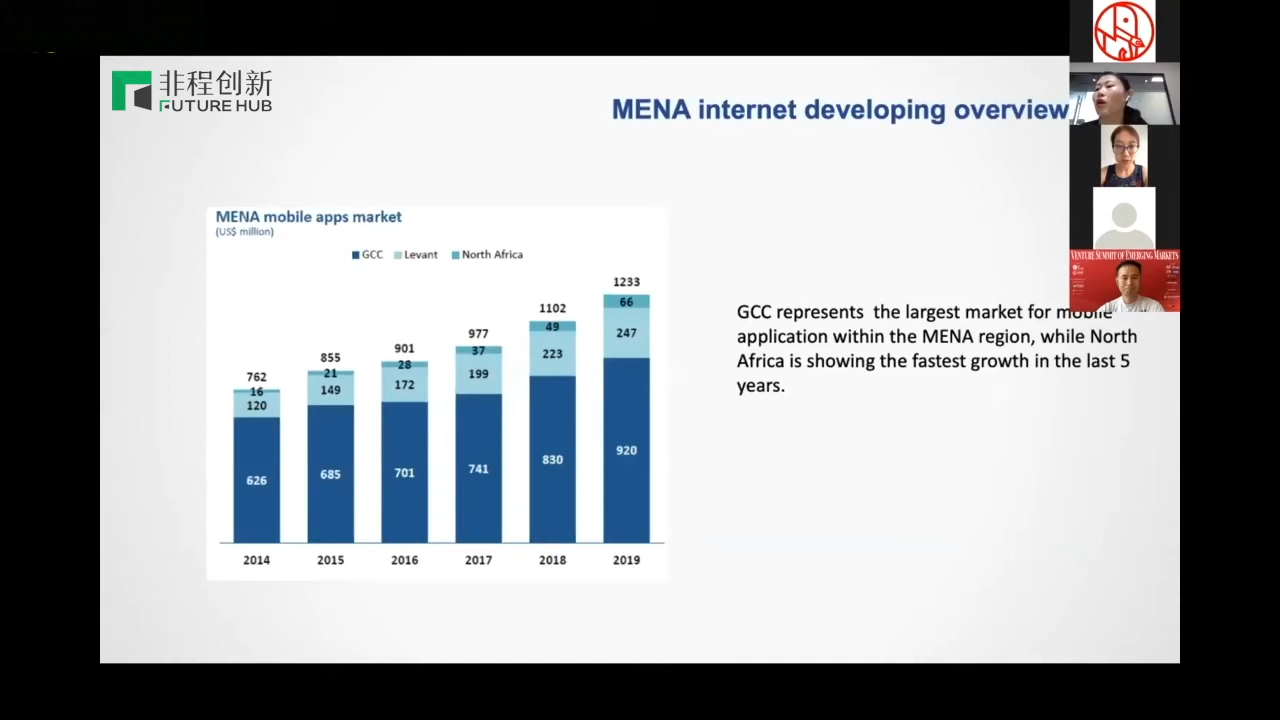 非程创新
FUTURE HUB
MENA internet developing overview
VENTURE SUMMIT OF EMERGING MARKETS
MENA mobile apps market
(US$ million)
GCC Levant North Africa
762 855 901 977 1102 1233
16 21 28 37 49 66
120 149 172 199 223 247
626 685 701 741 830 920
2014 2015 2016 2017 2018 2019
GCC represents the largest market for mobile
application within the MENA region, while North
Africa is showing the fastest growth in the last 5
years.